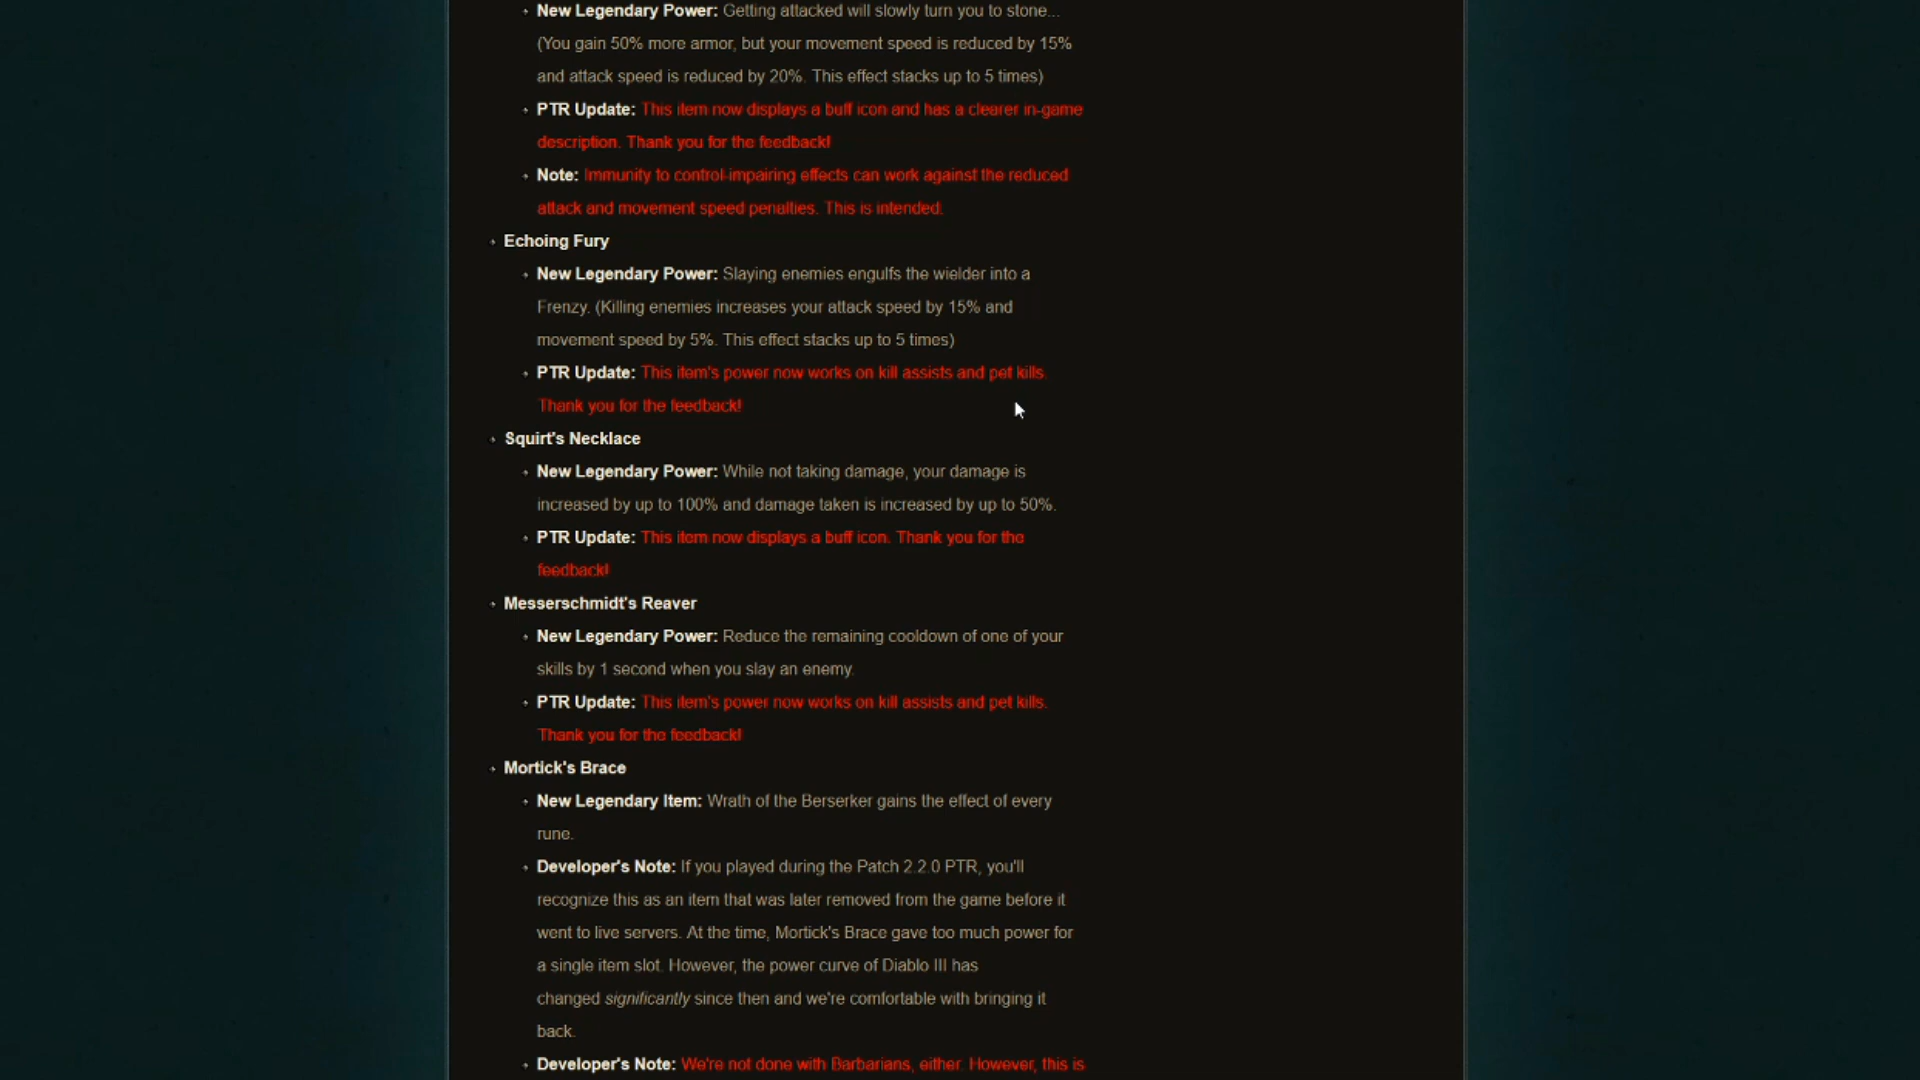 New Legendary Power: Getting attacked will slowly turn you to stone...
(You gain 50% more armor, but your movement speed is reduced by 15%
and attack speed is reduced by 20%. This effect stacks up to 5 times)
PTR Update: This item now displays a buff icon and has a clearer in-game
description. Thank you for the feedback!
Note: Immunity to control-impairing effects can work against the reduced
attack and movement speed penalties. This is intended.
Echoing Fury
New Legendary Power: Slaying enemies engulfs the wielder into a
Frenzy. (Killing enemies increases your attack speed by 15% and
movement speed by 5%. This effect stacks up to 5 times)
PTR Update: This item's power now works on kill assists and pet kills.
Thank you for the feedback!
Squirt's Necklace
New Legendary Power: While not taking damage, your damage is
increased by up to 100% and damage taken is increased by up to 50%.
PTR Update: This item now displays a buff icon. Thank you for the
feedback!
Messerschmidt's Reaver
New Legendary Power: Reduce the remaining cooldown of one of your
skills by 1 second when you slay an enemy.
PTR Update: This item's power now works on kill assists and pet kills.
Thank you for the feedback!
Mortick's Brace
New Legendary Item: Wrath of the Berserker gains the effect of every
rune.
Developer's Note: If you played during the Patch 2.2.0 PTR, you'll
recognize this as an item that was later removed from the game before it
went to live servers. At the time, Mortick's Brace gave too much power for
a single item slot. However, the power curve of Diablo III has
changed significantly since then and we're comfortable with bringing it
back.
Developer's Note: We're not done with Barbarians, either. However, this is